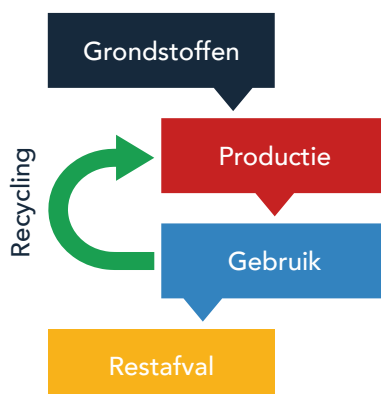 Grondstoffen
Productie
Recycling
Gebruik
Restafval